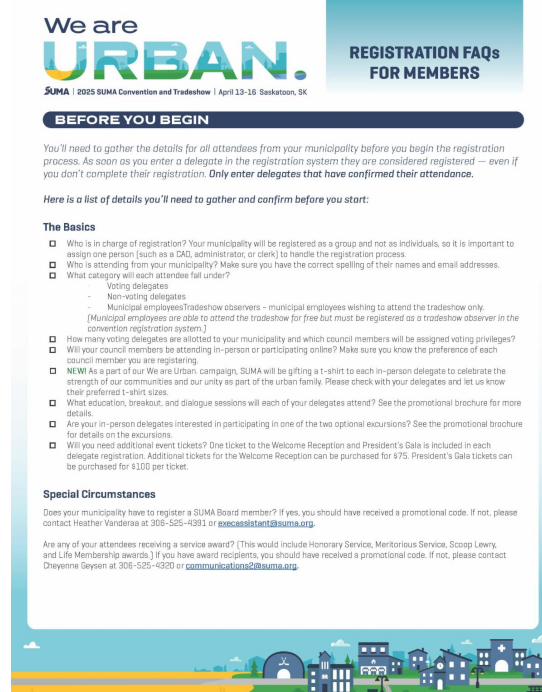 We are
URBAN.
SUMA | 2025 SUMA Convention and Tradeshow | April 13-16 Saskatoon, SK
REGISTRATION FAQs
FOR MEMBERS
BEFORE YOU BEGIN
You'll need to gather the details for all attendees from your municipality before you begin the registration
process. As soon as you enter a delegate in the registration system they are considered registered — even if
you don't complete their registration. Only enter delegates that have confirmed their attendance.
Here is a list of details you'll need to gather and confirm before you start:
The Basics
Who is in charge of registration? Your municipality will be registered as a group and not as individuals, so it is important to
assign one person (such as a CAO, administrator, or clerk) to handle the registration process.
Who is attending from your municipality? Make sure you have the correct spelling of their names and email addresses.
What category will each attendee fall under?
- Voting delegates
- Non-voting delegates
- Municipal employeesTradeshow observers – municipal employees wishing to attend the tradeshow only.
(Municipal employees are able to attend the tradeshow for free but must be registered as a tradeshow observer in the
convention registration system.)
How many voting delegates are allotted to your municipality and which council members will be assigned voting privileges?
Will your council members be attending in-person or participating online? Make sure you know the preference of each
council member you are registering.
NEW! As a part of our We are Urban. campaign, SUMA will be gifting a t-shirt to each in-person delegate to celebrate the
strength of our communities and our unity as part of the urban family. Please check with your delegates and let us know
their preferred t-shirt sizes.
What education, breakout, and dialogue sessions will each of your delegates attend? See the promotional brochure for more
details.
Are your in-person delegates interested in participating in one of the two optional excursions? See the promotional brochure
for details on the excursions.
Will you need additional event tickets? One ticket to the Welcome Reception and President's Gala is included in each
delegate registration. Additional tickets for the Welcome Reception can be purchased for $75. President's Gala tickets can
be purchased for $100 per ticket.
Special Circumstances
Does your municipality have to register a SUMA Board member? If yes, you should have received a promotional code. If not, please
contact Heather Vanderaa at 306-525-4391 or execassistant@suma.org.
Are any of your attendees receiving a service award? (This would include Honorary Service, Meritorious Service, Scoop Lewry,
and Life Membership awards.) If you have award recipients, you should have received a promotional code. If not, please contact
Cheyenne Geysen at 306-525-4320 or communications2@suma.org.